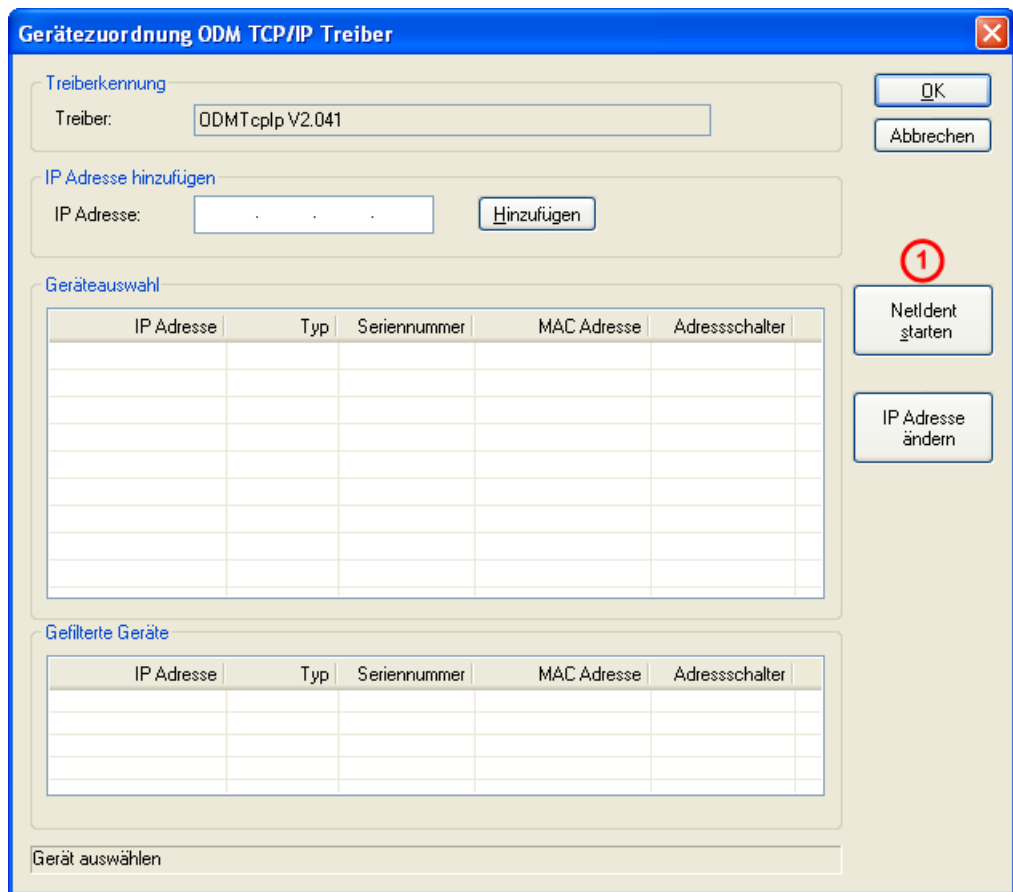 Gerätezuordnung ODM TCP/IP Treiber
Treiberkennung
Treiber: ODMTcpIp V2.041
OK
Abbrechen
IP Adresse hinzufügen
IP Adresse: . . . Hinzufügen
1
NetIdent
starten
IP Adresse
ändern
Geräteauswahl
IP Adresse Typ Seriennummer MAC Adresse Adressschalter
Gefilterte Geräte
IP Adresse Typ Seriennummer MAC Adresse Adressschalter
Gerät auswählen